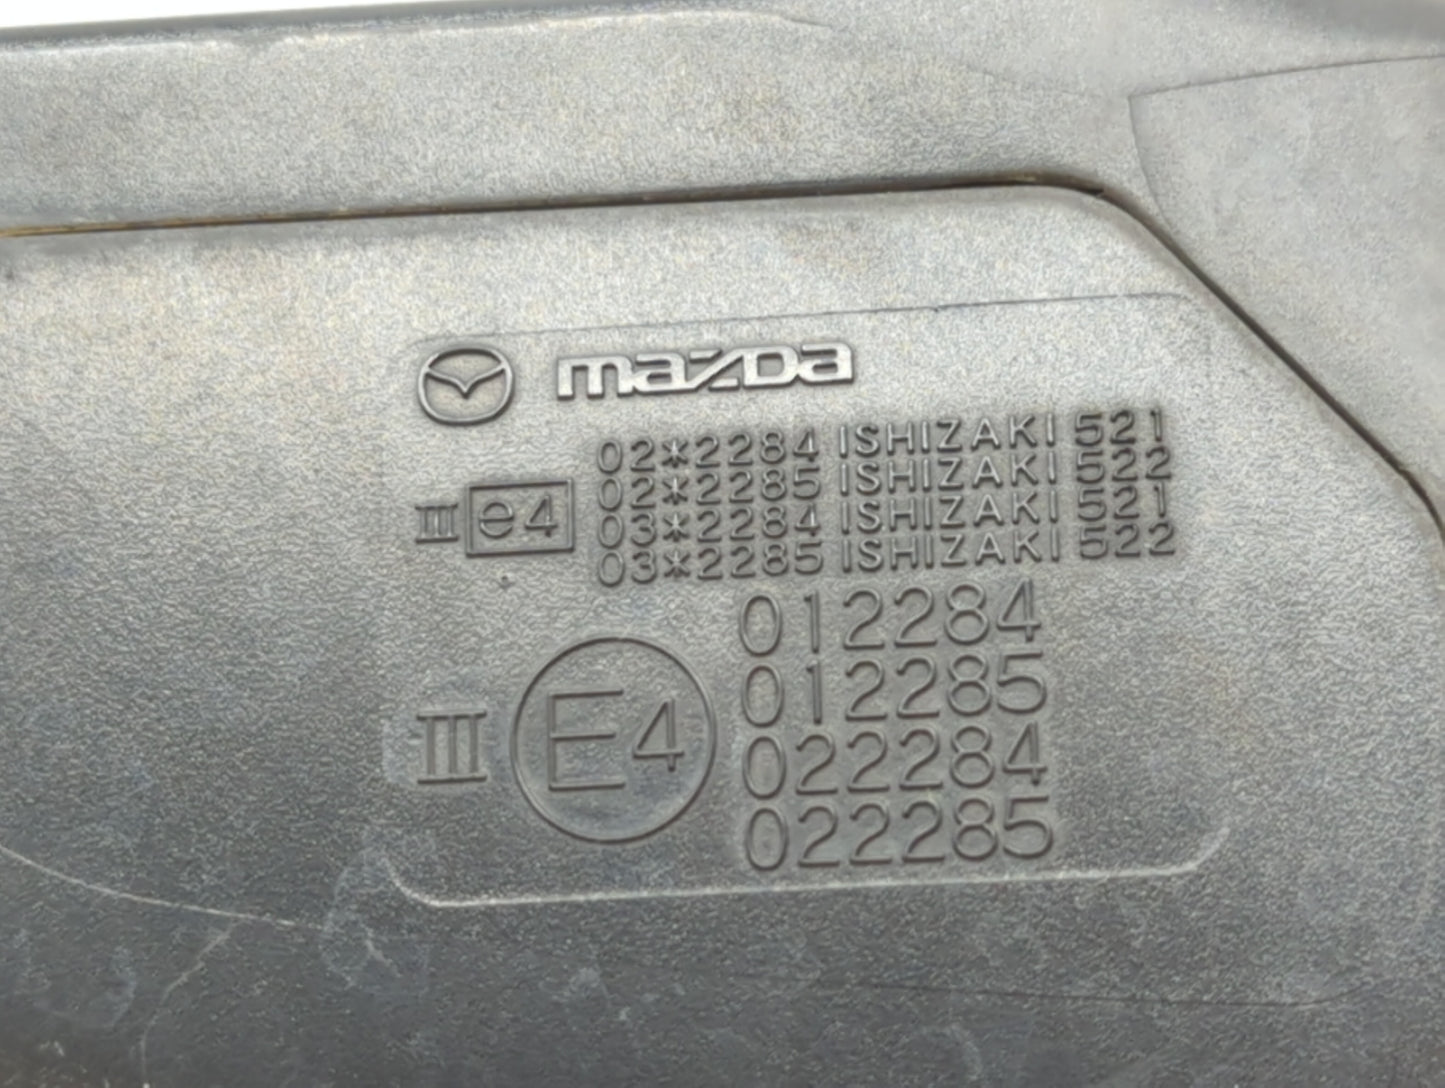 mazda
02*2284 ISHIZAKI 521
02*2285 ISHIZAKI 522
III e4
03*2284 ISHIZAKI 521
03*2285 ISHIZAKI 522
012284
012285
III E4
022284
022285